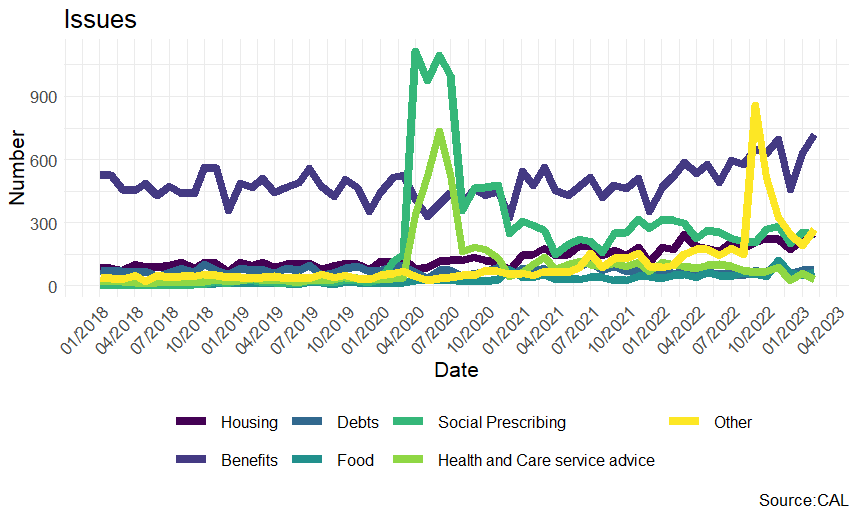 Issues
Number
900
600
300
0
01/2018 04/2018 07/2018 10/2018 01/2019 04/2019 07/2019 10/2019 01/2020 04/2020 07/2020 10/2020 01/2021 04/2021 07/2021 10/2021 01/2022 04/2022 07/2022 10/2022 01/2023 04/2023
Date
Housing Debts Social Prescribing Other
Benefits Food Health and Care service advice
Source:CAL